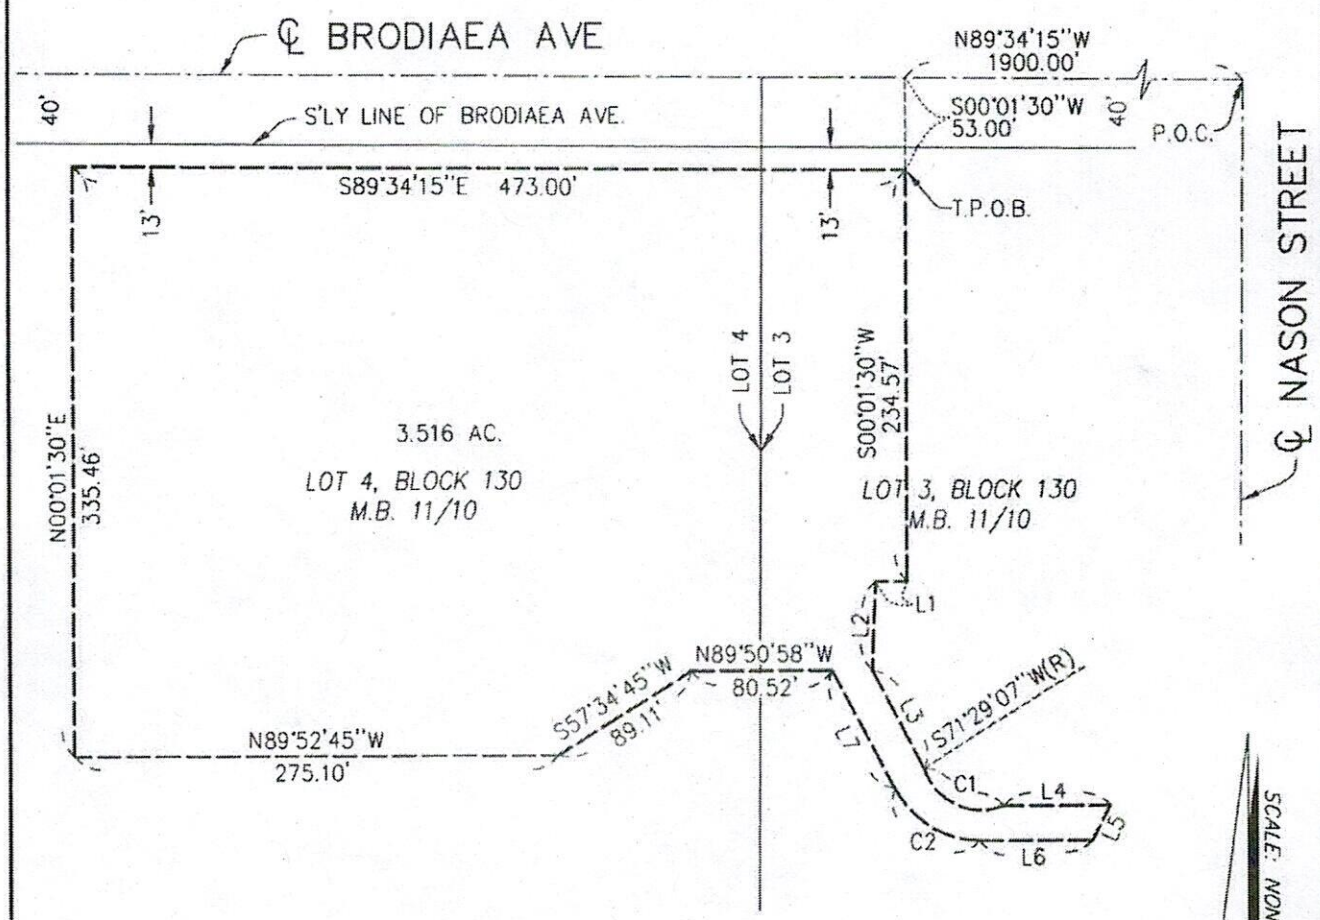 ℄ BRODIAEA AVE
N89°34'15"W
1900.00'
40'
S'LY LINE OF BRODIAEA AVE.
S00°01'30"W
53.00'
40'
P.O.C.
S89°34'15"E 473.00'
13'
13'
T.P.O.B.
℄ NASON STREET
LOT 4
LOT 3
S00°01'30"W
234.57'
N00°01'30"E
335.46'
3.516 AC.
LOT 4, BLOCK 130
M.B. 11/10
LOT 3, BLOCK 130
M.B. 11/10
L1
L2
N89°50'58"W
80.52'
S57°34'45"W
89.11'
L3
S71°29'07"W(R)
N89°52'45"W
275.10'
L7
C1
L4
L5
C2
L6
SCALE: NON